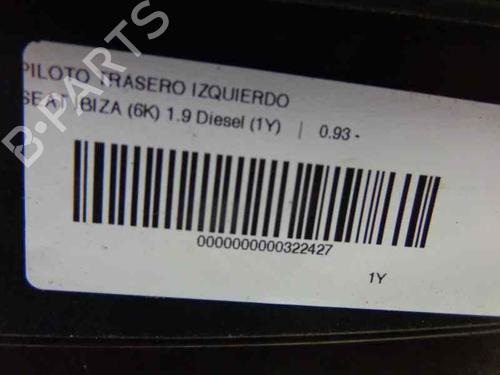 PILOTO TRASERO IZQUIERDO
SEAT IBIZA (6K) 1.9 Diesel (1Y) | 0.93 -
0000000000322427
1Y
B-PARTS